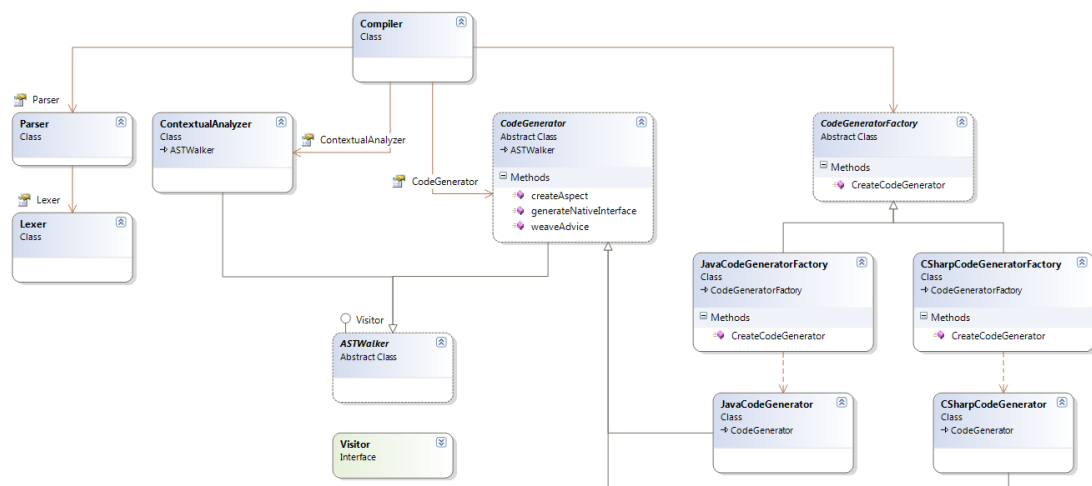 Compiler
Class
Parser
Parser
Class
ContextualAnalyzer
Class
ASTWalker
ContextualAnalyzer
CodeGenerator
CodeGenerator
Abstract Class
ASTWalker
Methods
createAspect
generateNativeInterface
weaveAdvice
CodeGeneratorFactory
Abstract Class
Methods
CreateCodeGenerator
Lexer
Lexer
Class
JavaCodeGeneratorFactory
Class
CodeGeneratorFactory
Methods
CreateCodeGenerator
CSharpCodeGeneratorFactory
Class
CodeGeneratorFactory
Methods
CreateCodeGenerator
Visitor
ASTWalker
Abstract Class
JavaCodeGenerator
Class
CodeGenerator
CSharpCodeGenerator
Class
CodeGenerator
Visitor
Interface